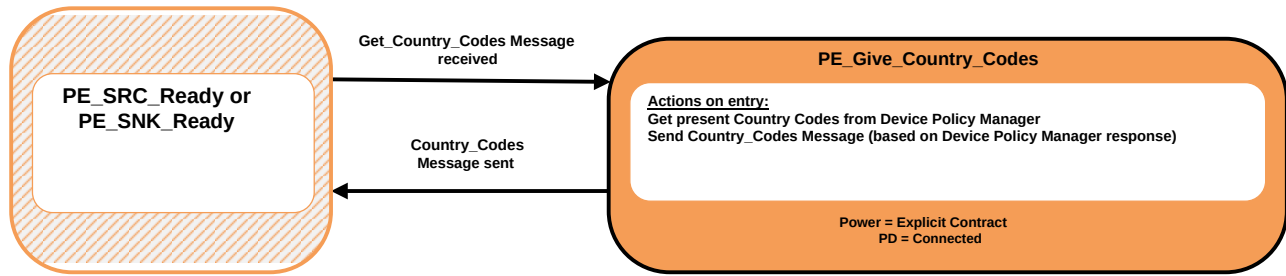 Get_Country_Codes Message
received
PE_SRC_Ready or
PE_SNK_Ready
Country_Codes
Message sent
PE_Give_Country_Codes
Actions on entry:
Get present Country Codes from Device Policy Manager
Send Country_Codes Message (based on Device Policy Manager response)
Power = Explicit Contract
PD = Connected